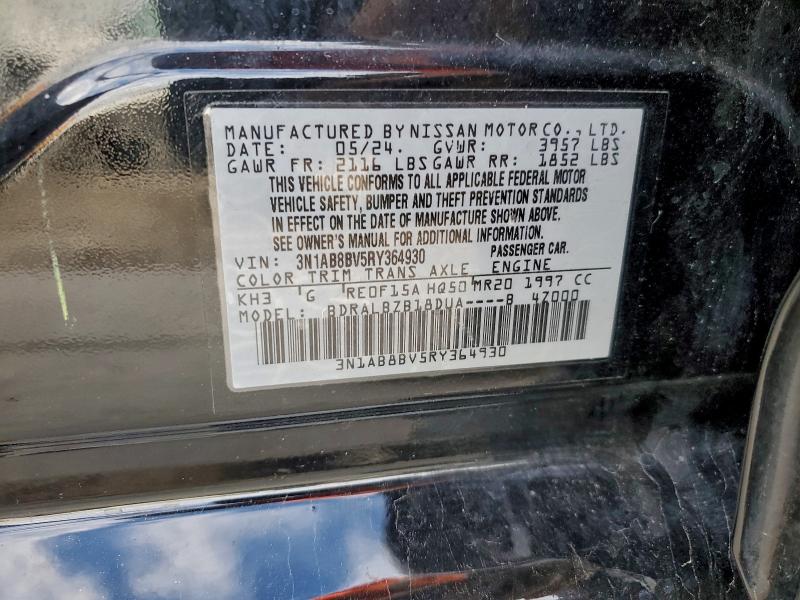 MANUFACTURED BY NISSAN MOTOR CO., LTD.
DATE: 05/24. GVWR: 3957 LBS
GAWR FR: 2116 LBS GAWR RR: 1852 LBS
THIS VEHICLE CONFORMS TO ALL APPLICABLE FEDERAL MOTOR
VEHICLE SAFETY, BUMPER AND THEFT PREVENTION STANDARDS
IN EFFECT ON THE DATE OF MANUFACTURE SHOWN ABOVE.
SEE OWNER'S MANUAL FOR ADDITIONAL INFORMATION.
VIN: 3N1AB8BV5RY364930 PASSENGER CAR.
COLOR TRIM TRANS AXLE ENGINE
KH3 G RE0F15A HQ50 MR20 1997 CC
MODEL: BDRALBZB18DUA----B 47000
3N1AB8BV5RY364930